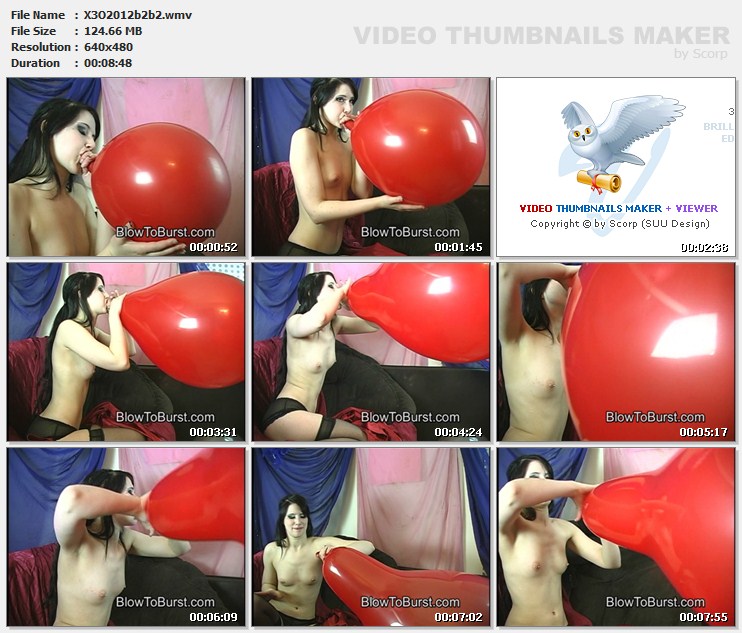 File Name : X3O2012b2b2.wmv
File Size : 124.66 MB
Resolution : 640x480
Duration : 00:08:48
VIDEO THUMBNAILS MAKER
by Scorp
BlowToBurst.com
00:00:52
BlowToBurst.com
00:01:45
3
BRILL
ED
VIDEO THUMBNAILS MAKER + VIEWER
Copyright © by Scorp (SUU Design)
00:02:38
BlowToBurst.com
00:03:31
BlowToBurst.com
00:04:24
BlowToBurst.com
00:05:17
BlowToBurst.com
00:06:09
BlowToBurst.com
00:07:02
BlowToBurst.com
00:07:55